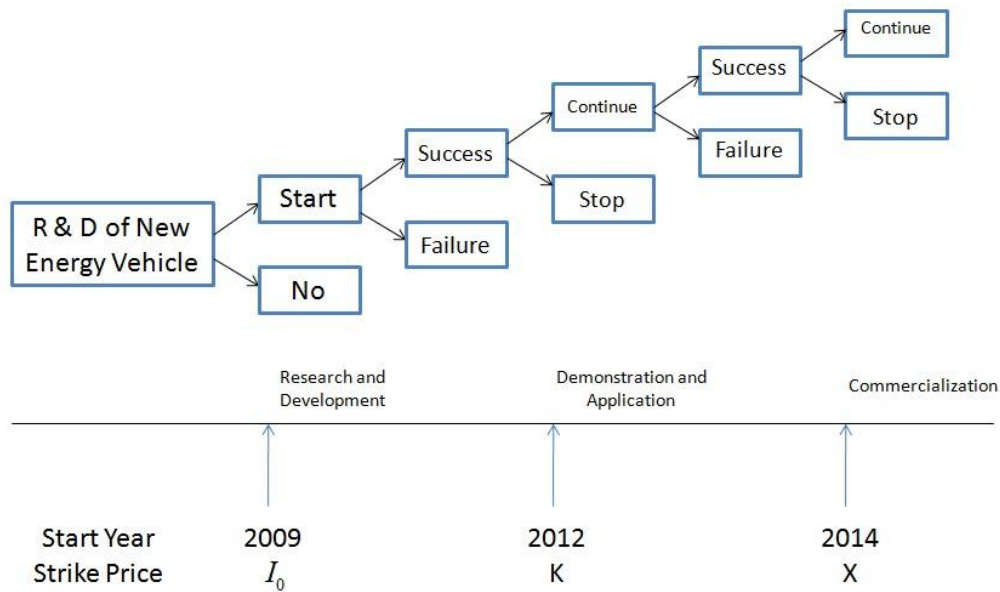 Continue
Success
Continue
Stop
Success
Failure
Start
Stop
R & D of New
Energy Vehicle
Failure
No
Research and
Development
Demonstration and
Application
Commercialization
Start Year 2009 2012 2014
Strike Price I₀ K X